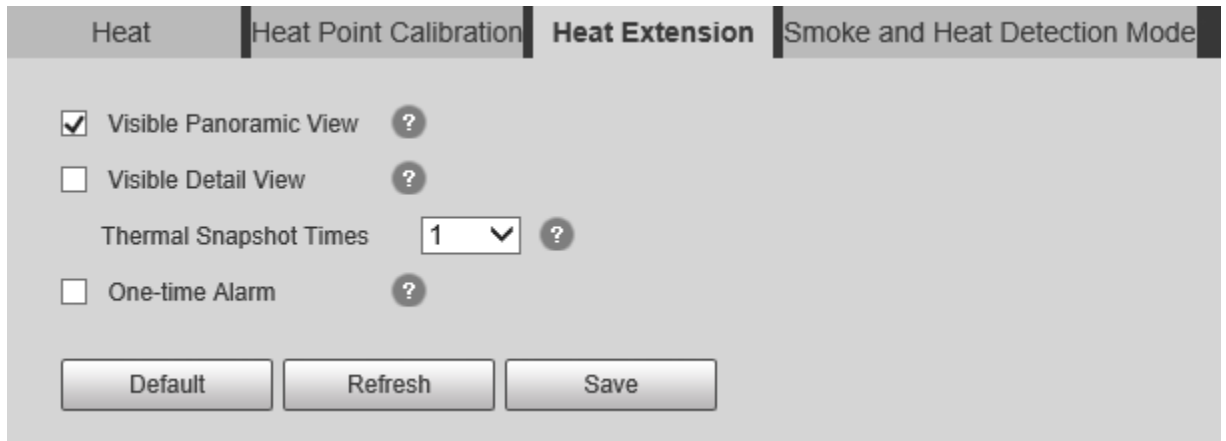 Heat Heat Point Calibration Heat Extension Smoke and Heat Detection Mode
Visible Panoramic View ?
Visible Detail View ?
Thermal Snapshot Times 1 ?
One-time Alarm ?
Default Refresh Save